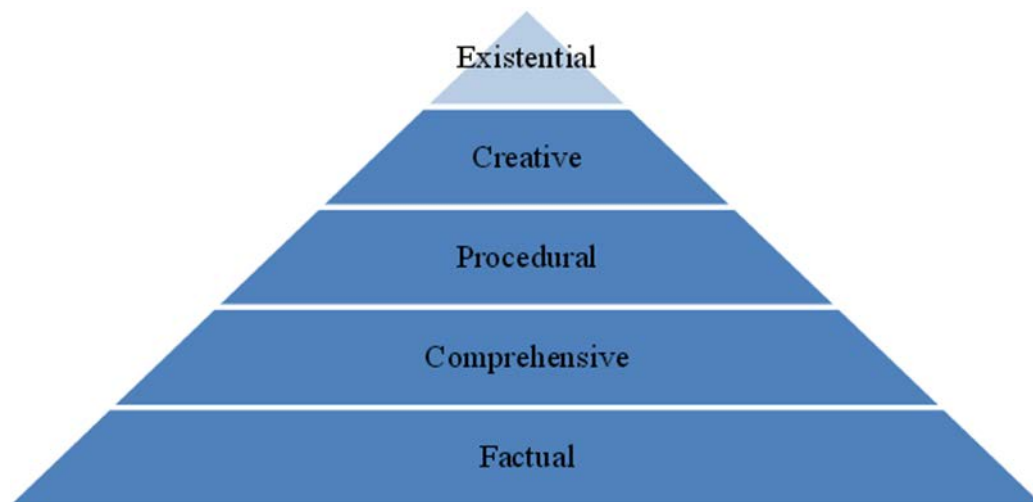 Existential
Creative
Procedural
Comprehensive
Factual